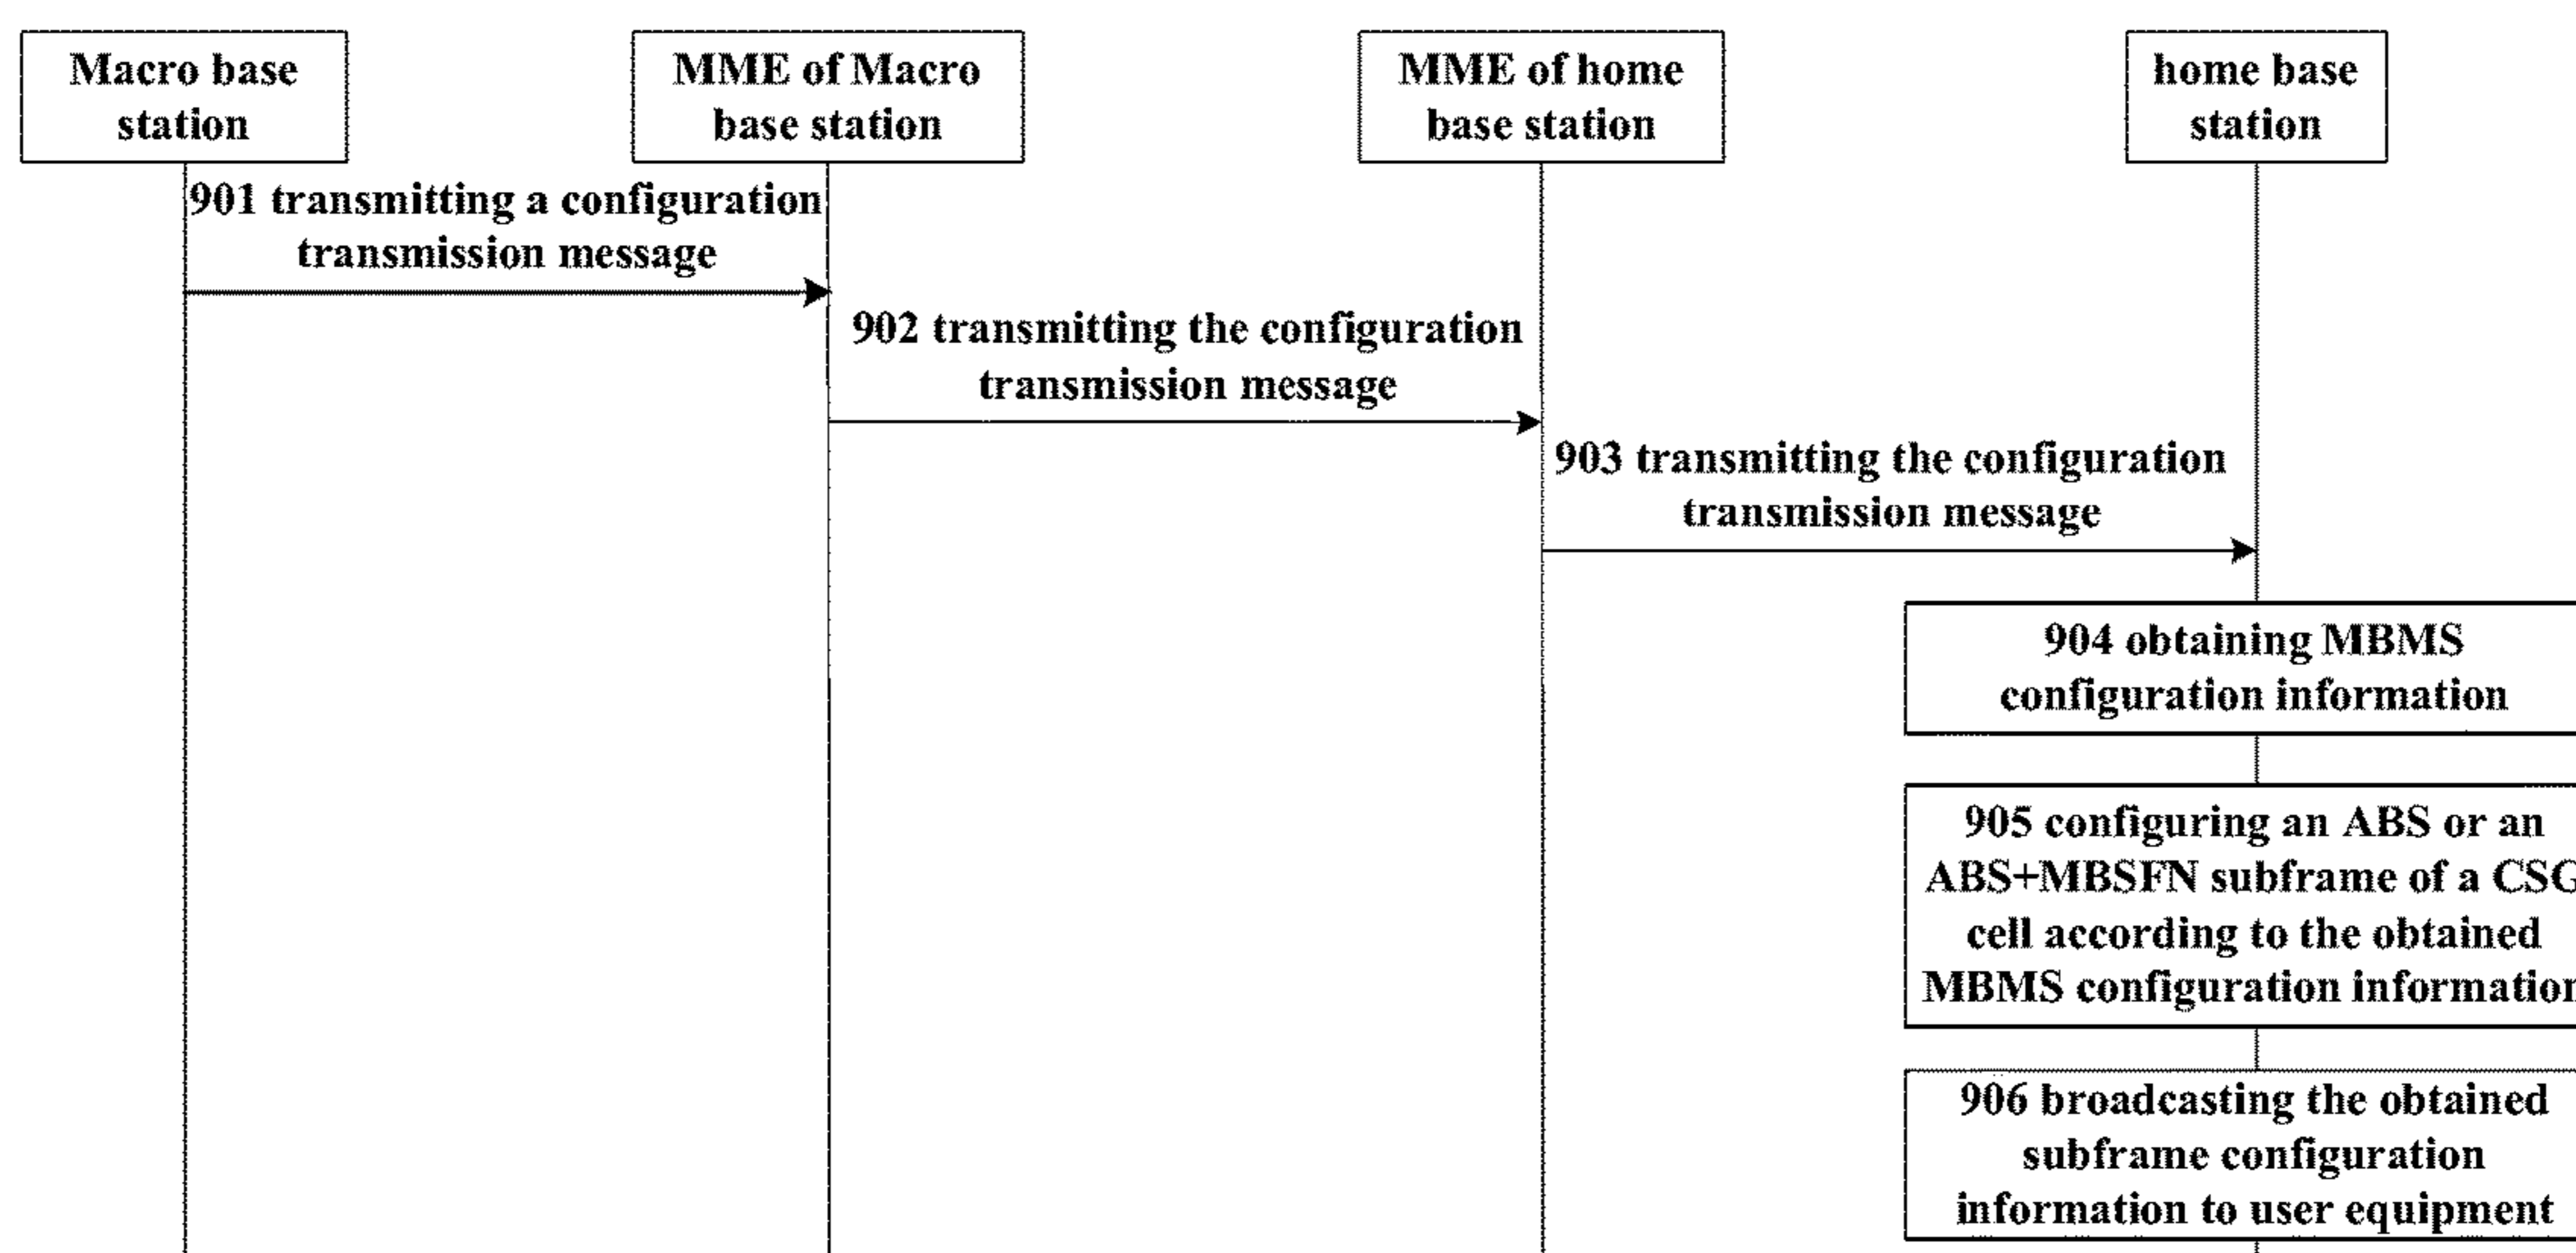 Macro base
station
MME of Macro
base station
MME of home
base station
home base
station
901 transmitting a configuration
transmission message
902 transmitting the configuration
transmission message
903 transmitting the configuration
transmission message
904 obtaining MBMS
configuration information
905 configuring an ABS or an
ABS+MBSFN subframe of a CSG
cell according to the obtained
MBMS configuration information
906 broadcasting the obtained
subframe configuration
information to user equipment